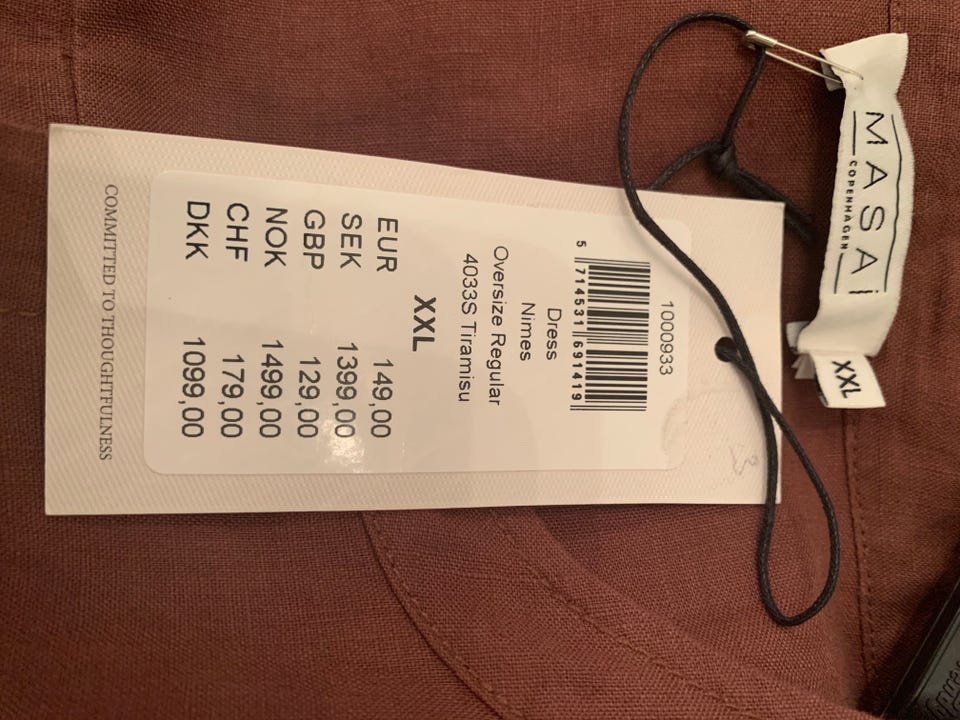 MASAI
COPENHAGEN
XXL
1000933
5 714531 691419
Dress
Nimes
Oversize Regular
4033S Tiramisu
XXL
EUR 149,00
SEK 1399,00
GBP 129,00
NOK 1499,00
CHF 179,00
DKK 1099,00
COMMITTED TO THOUGHTFULNESS